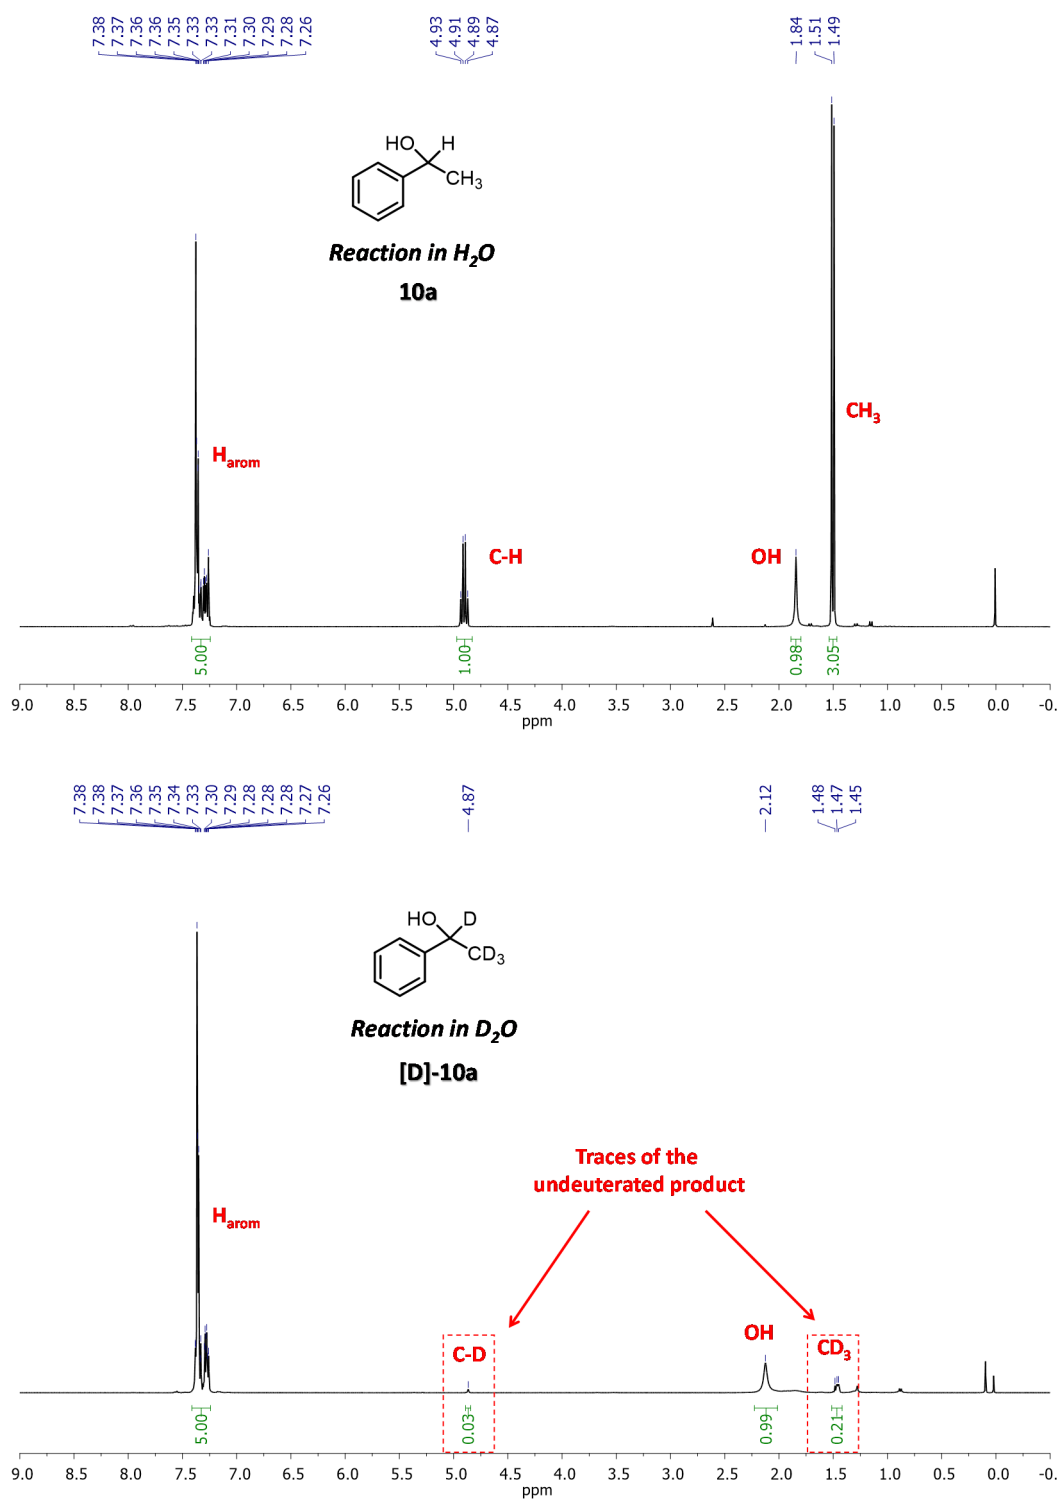 7.38 7.37 7.36 7.36 7.35 7.33 7.33 7.31 7.30 7.29 7.28 7.26 4.93 4.91 4.89 4.87 1.84 1.51 1.49
HO H
CH3
Reaction in H2O
10a
CH3
Harom
C-H
OH
5.00 1.00 0.98 3.05
9.0 8.5 8.0 7.5 7.0 6.5 6.0 5.5 5.0 4.5 4.0 3.5 3.0 2.5 2.0 1.5 1.0 0.5 0.0 -0.
ppm
7.38 7.38 7.37 7.36 7.35 7.34 7.33 7.30 7.29 7.28 7.28 7.28 7.27 7.26 4.87 2.12 1.48 1.47 1.45
HO D
CD3
Reaction in D2O
[D]-10a
Traces of the
undeuterated product
Harom
OH
C-D
CD3
5.00 0.03 0.99 0.21
9.0 8.5 8.0 7.5 7.0 6.5 6.0 5.5 5.0 4.5 4.0 3.5 3.0 2.5 2.0 1.5 1.0 0.5 0.0 -0.
ppm